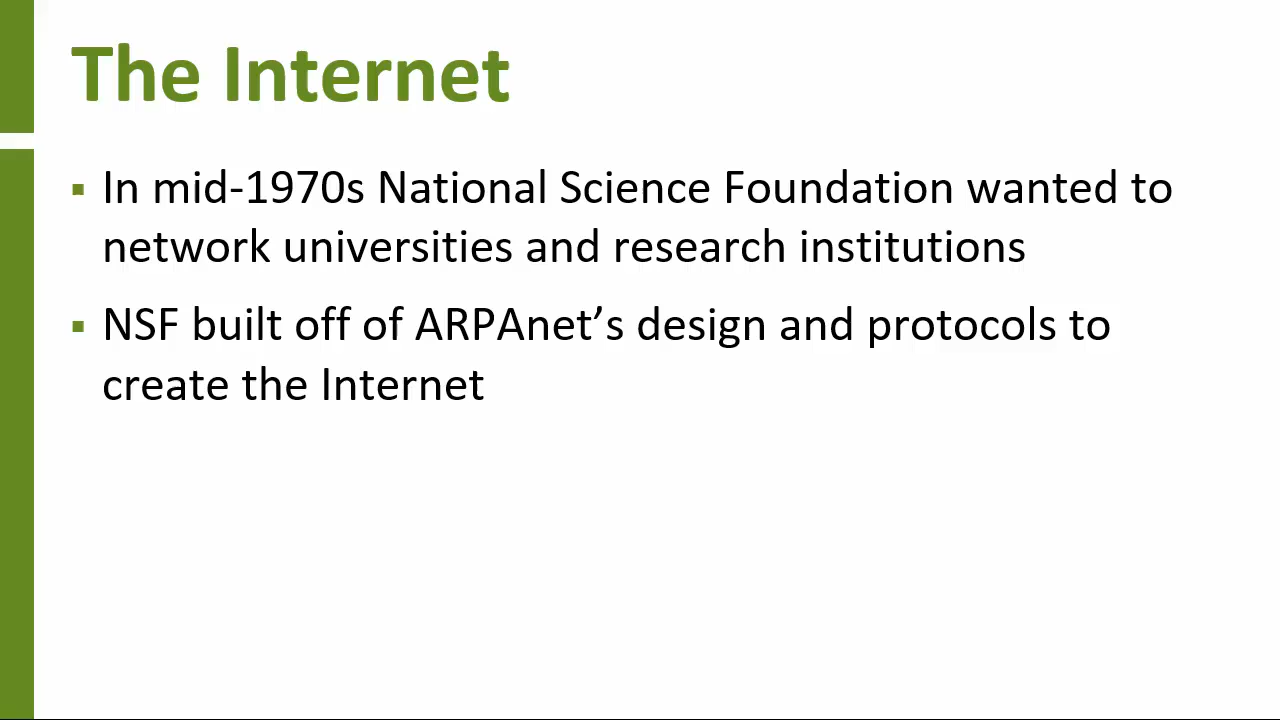 The Internet
▪ In mid-1970s National Science Foundation wanted to
network universities and research institutions
▪ NSF built off of ARPAnet’s design and protocols to
create the Internet